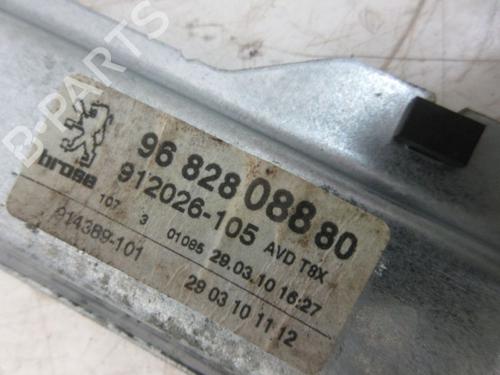 B-PARTS
brose
96 828 088 80
912026-105 AVD T8X
107 3 01095 29.03.10 16:27
914389-101
29 03 10 11 12